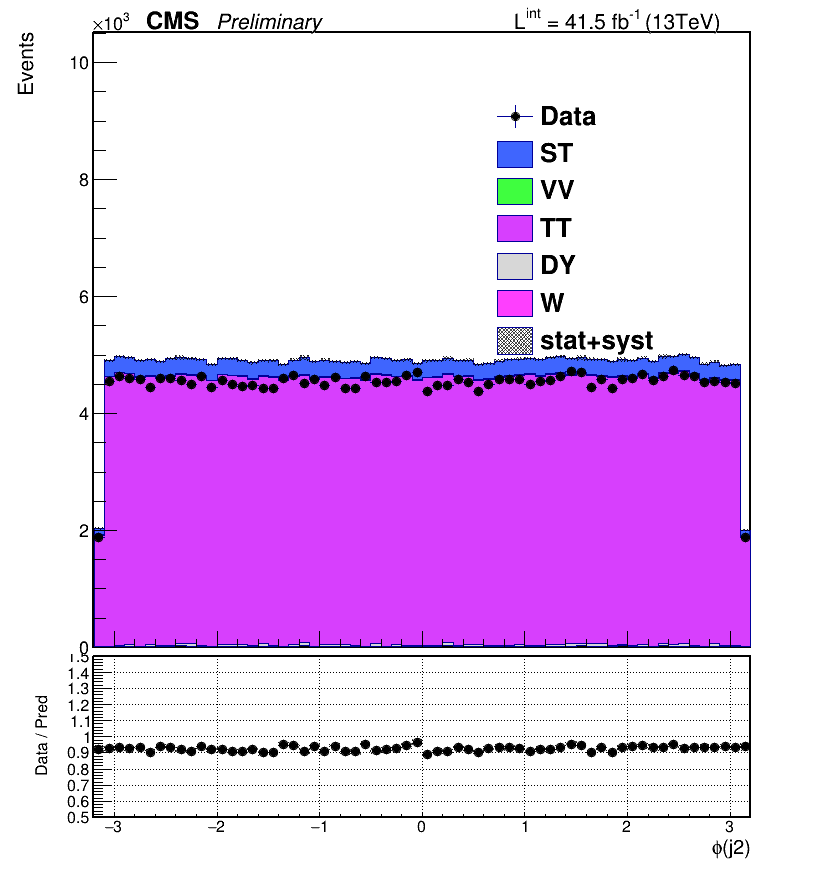 ×10³ CMS Preliminary L^int = 41.5 fb⁻¹ (13TeV)
Events
10
8
6
4
2
0
Data
ST
VV
TT
DY
W
stat+syst
Data / Pred
1.5
1.4
1.3
1.2
1.1
1
0.9
0.8
0.7
0.6
0.5
−3 −2 −1 0 1 2 3
ϕ(j2)